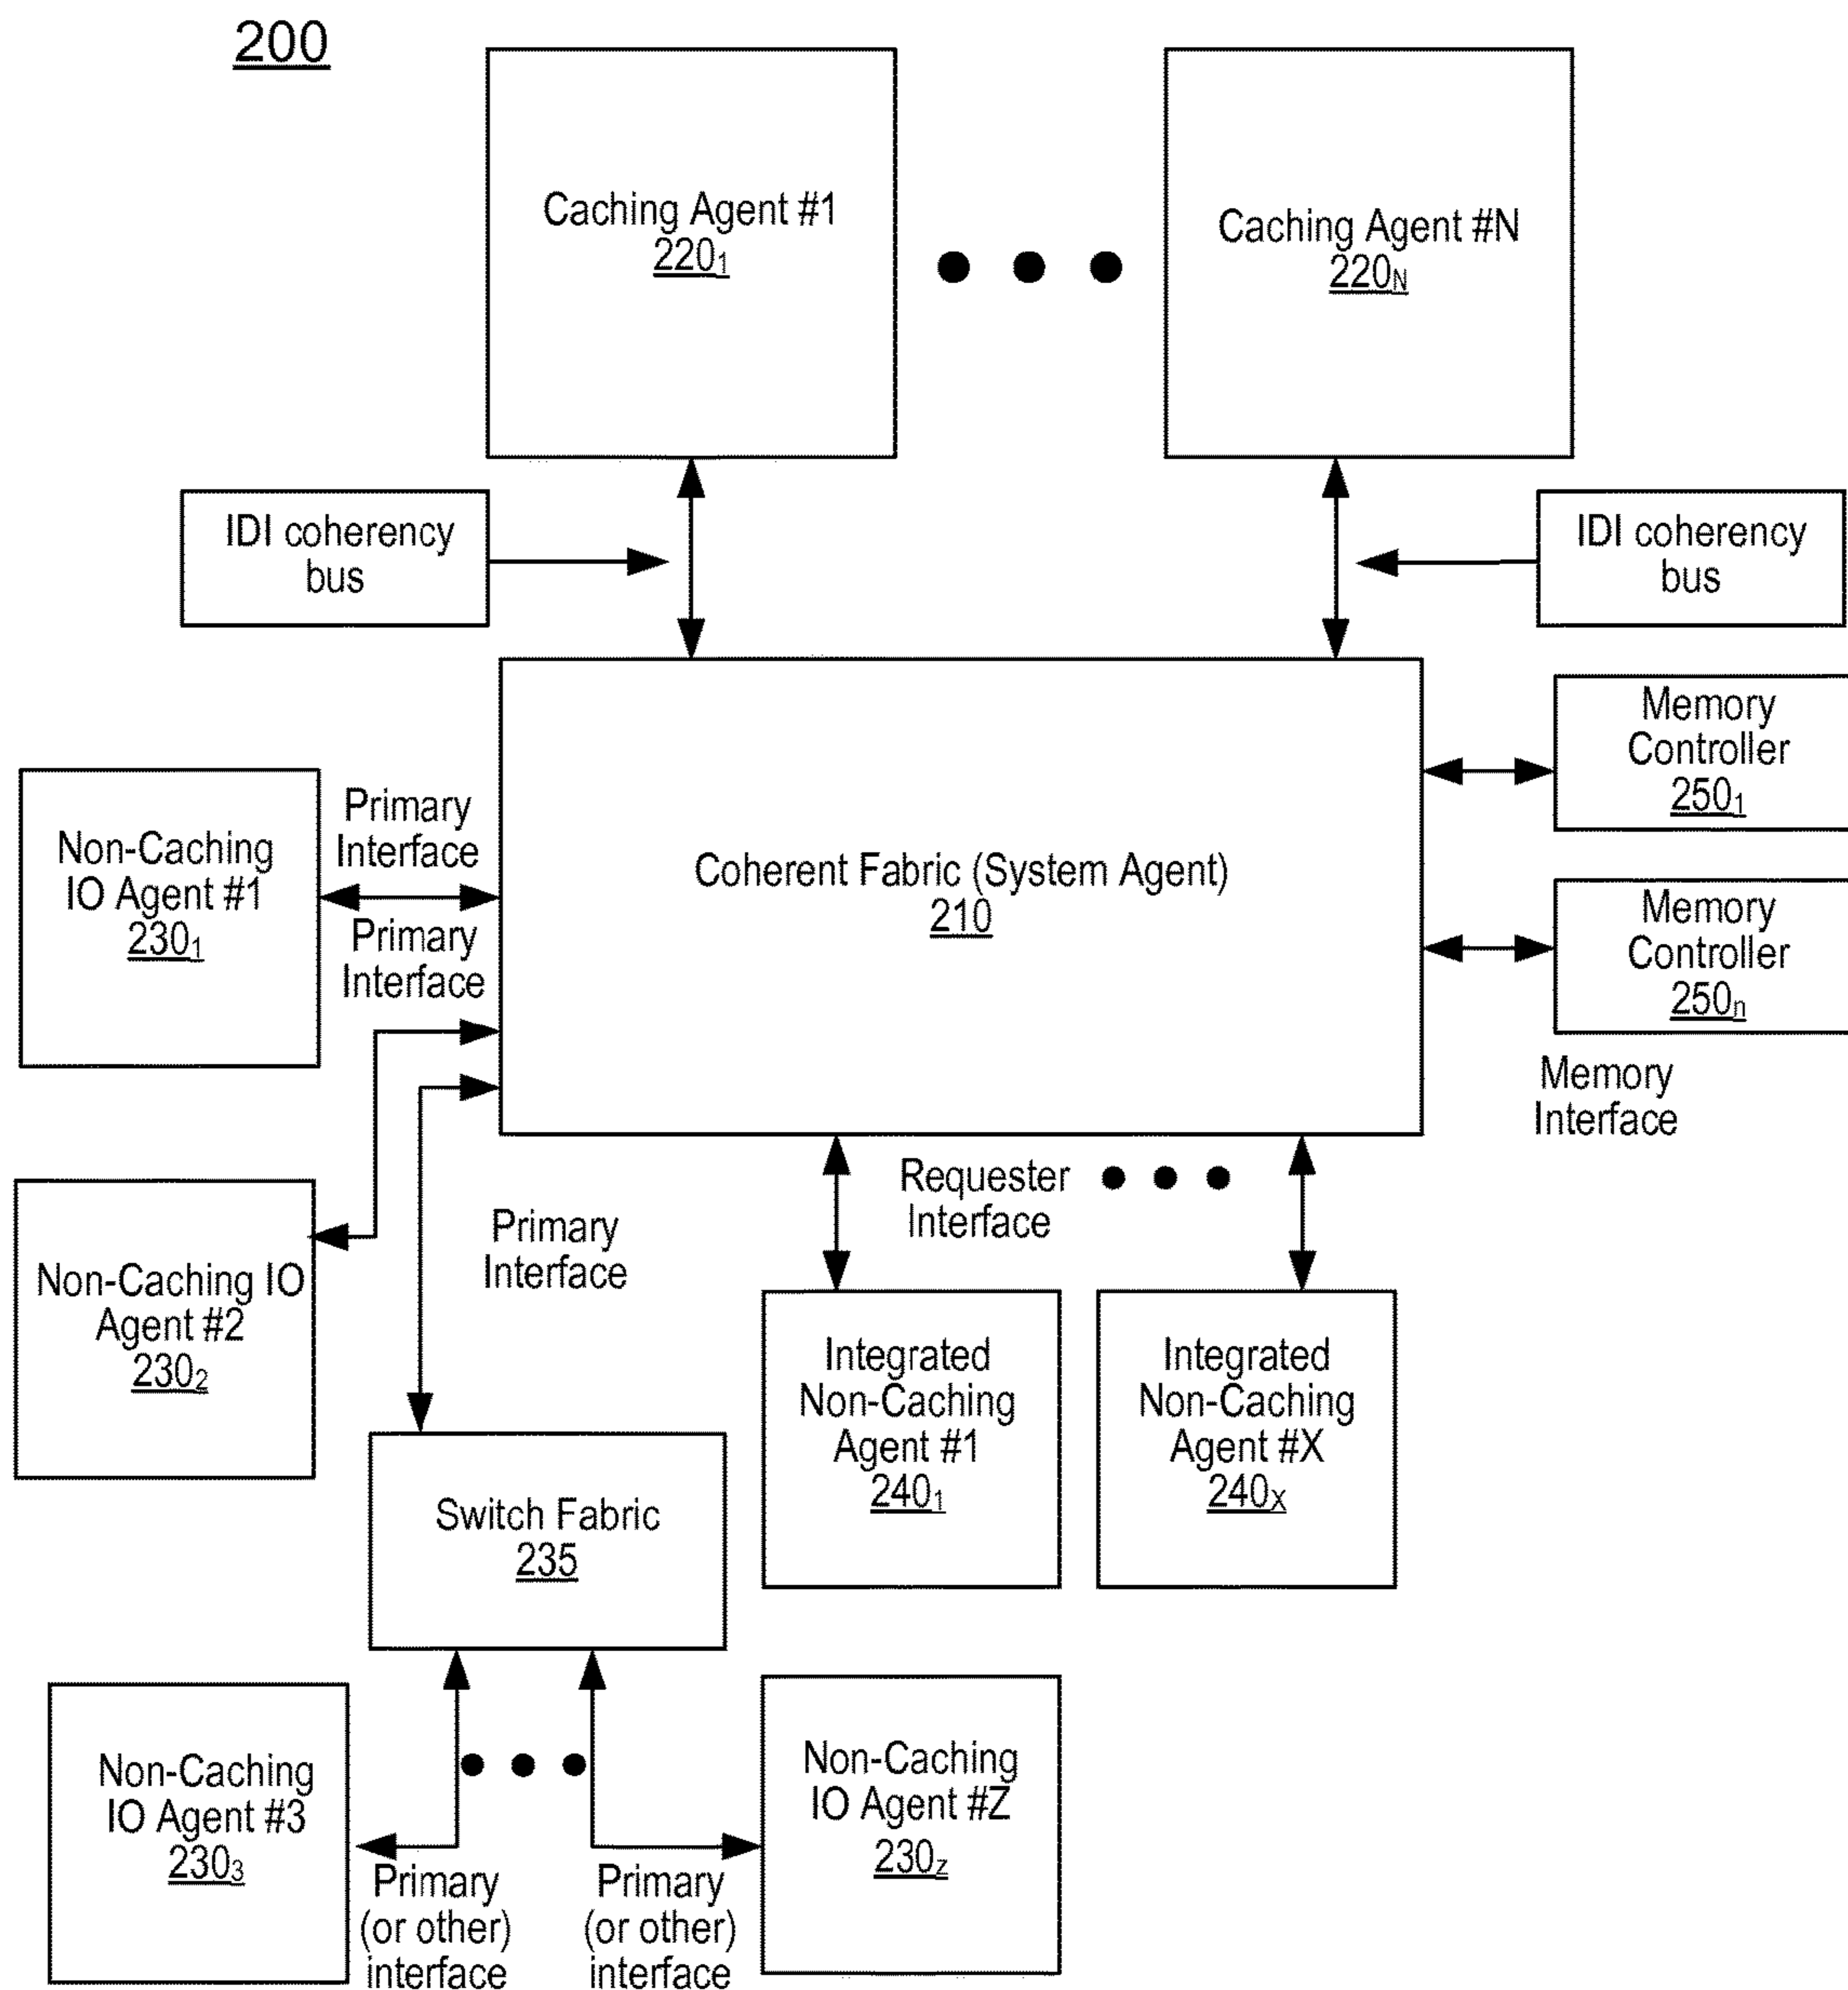 200
Caching Agent #1
220₁
Caching Agent #N
220N
IDI coherency
bus
IDI coherency
bus
Memory
Controller
250₁
Non-Caching
IO Agent #1
230₁
Primary
Interface
Primary
Interface
Coherent Fabric (System Agent)
210
Memory
Controller
250ₙ
Memory
Interface
Requester
Interface
Non-Caching IO
Agent #2
230₂
Primary
Interface
Integrated
Non-Caching
Agent #1
240₁
Integrated
Non-Caching
Agent #X
240X
Switch Fabric
235
Non-Caching
IO Agent #3
230₃
Primary
(or other)
interface
Primary
(or other)
interface
Non-Caching
IO Agent #Z
230z